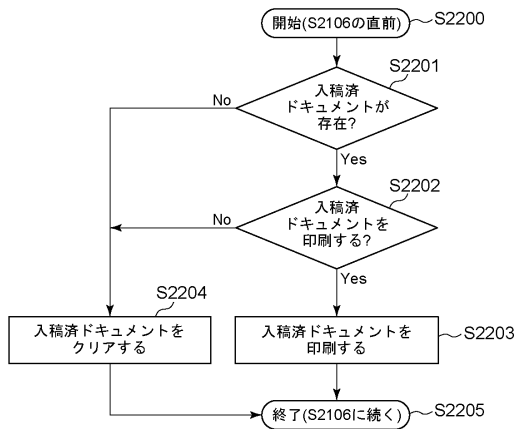 開始(S2106の直前)
S2200
S2201
入稿済
ドキュメントが
存在?
No
Yes
S2202
入稿済
ドキュメントを
印刷する?
No
Yes
S2204
入稿済ドキュメントを
クリアする
入稿済ドキュメントを
印刷する
S2203
終了(S2106に続く)
S2205